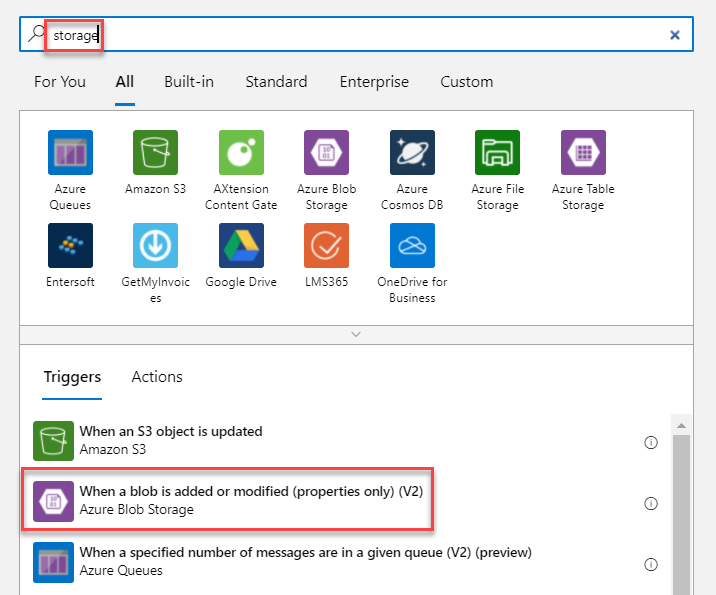 storage
For You All Built-in Standard Enterprise Custom
Azure Queues
Amazon S3
AXtension Content Gate
Azure Blob Storage
Azure Cosmos DB
Azure File Storage
Azure Table Storage
Entersoft
GetMyInvoic es
Google Drive
LMS365
OneDrive for Business
Triggers Actions
When an S3 object is updated
Amazon S3
When a blob is added or modified (properties only) (V2)
Azure Blob Storage
When a specified number of messages are in a given queue (V2) (preview)
Azure Queues